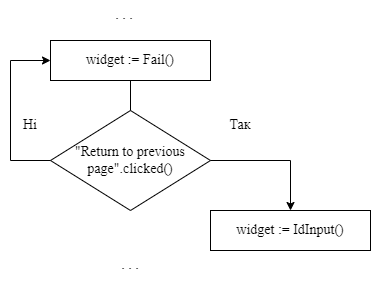 . . .
widget := Fail()
Ні
Так
"Return to previous
page".clicked()
widget := IdInput()
. . .